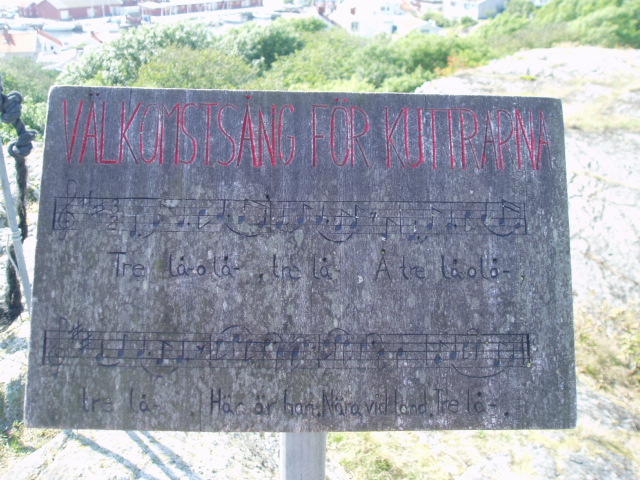 VÄLKOMSTSÅNG FÖR KUTTRAPNA
Tre lå-o lå-, tre lå- Å tre lå o lå-,
tre lå- . Här är han, Nära vid land. Tre lå-.